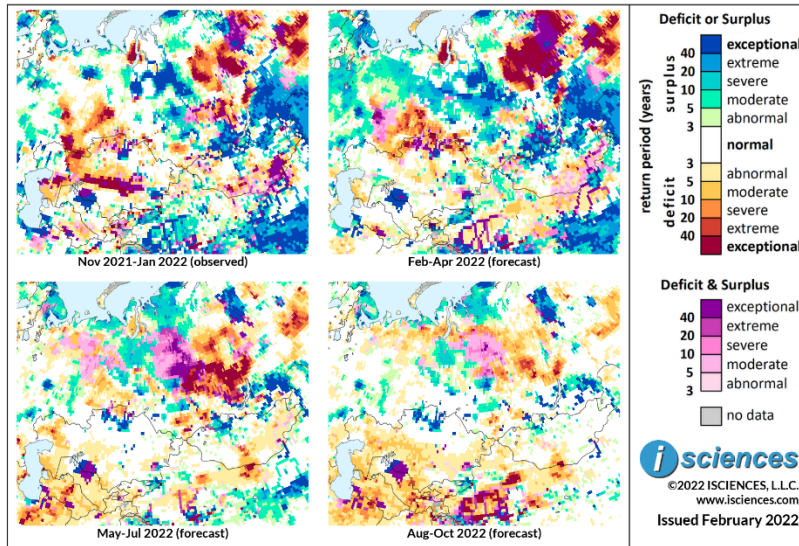 Nov 2021-Jan 2022 (observed)
Feb-Apr 2022 (forecast)
May-Jul 2022 (forecast)
Aug-Oct 2022 (forecast)
Deficit or Surplus
return period (years)
surplus
deficit
exceptional
40
extreme
20
severe
10
moderate
5
abnormal
3
normal
3
abnormal
5
moderate
10
severe
20
extreme
40
exceptional
Deficit & Surplus
exceptional
40
extreme
20
severe
10
moderate
5
abnormal
3
no data
i sciences
©2022 ISCIENCES, L.L.C.
www.isciences.com
Issued February 2022